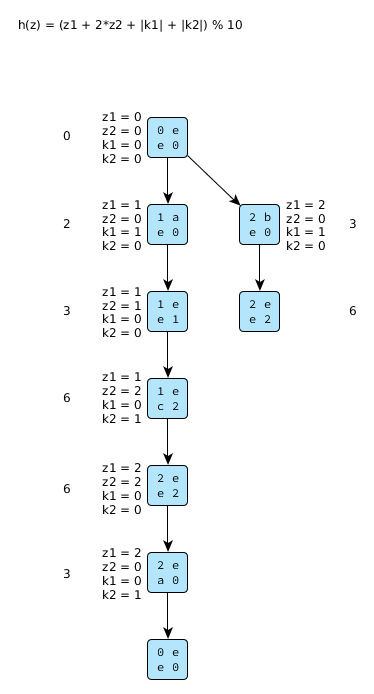 h(z) = (z1 + 2*z2 + |k1| + |k2|) % 10
z1 = 0
z2 = 0
k1 = 0
k2 = 0
0
0 e
e 0
z1 = 1
z2 = 0
k1 = 1
k2 = 0
2
1 a
e 0
2 b
e 0
z1 = 2
z2 = 0
k1 = 1
k2 = 0
3
z1 = 1
z2 = 1
k1 = 0
k2 = 0
3
1 e
e 1
2 e
e 2
6
z1 = 1
z2 = 2
k1 = 0
k2 = 1
6
1 e
c 2
z1 = 2
z2 = 2
k1 = 0
k2 = 0
6
2 e
e 2
z1 = 2
z2 = 0
k1 = 0
k2 = 1
3
2 e
a 0
0 e
e 0